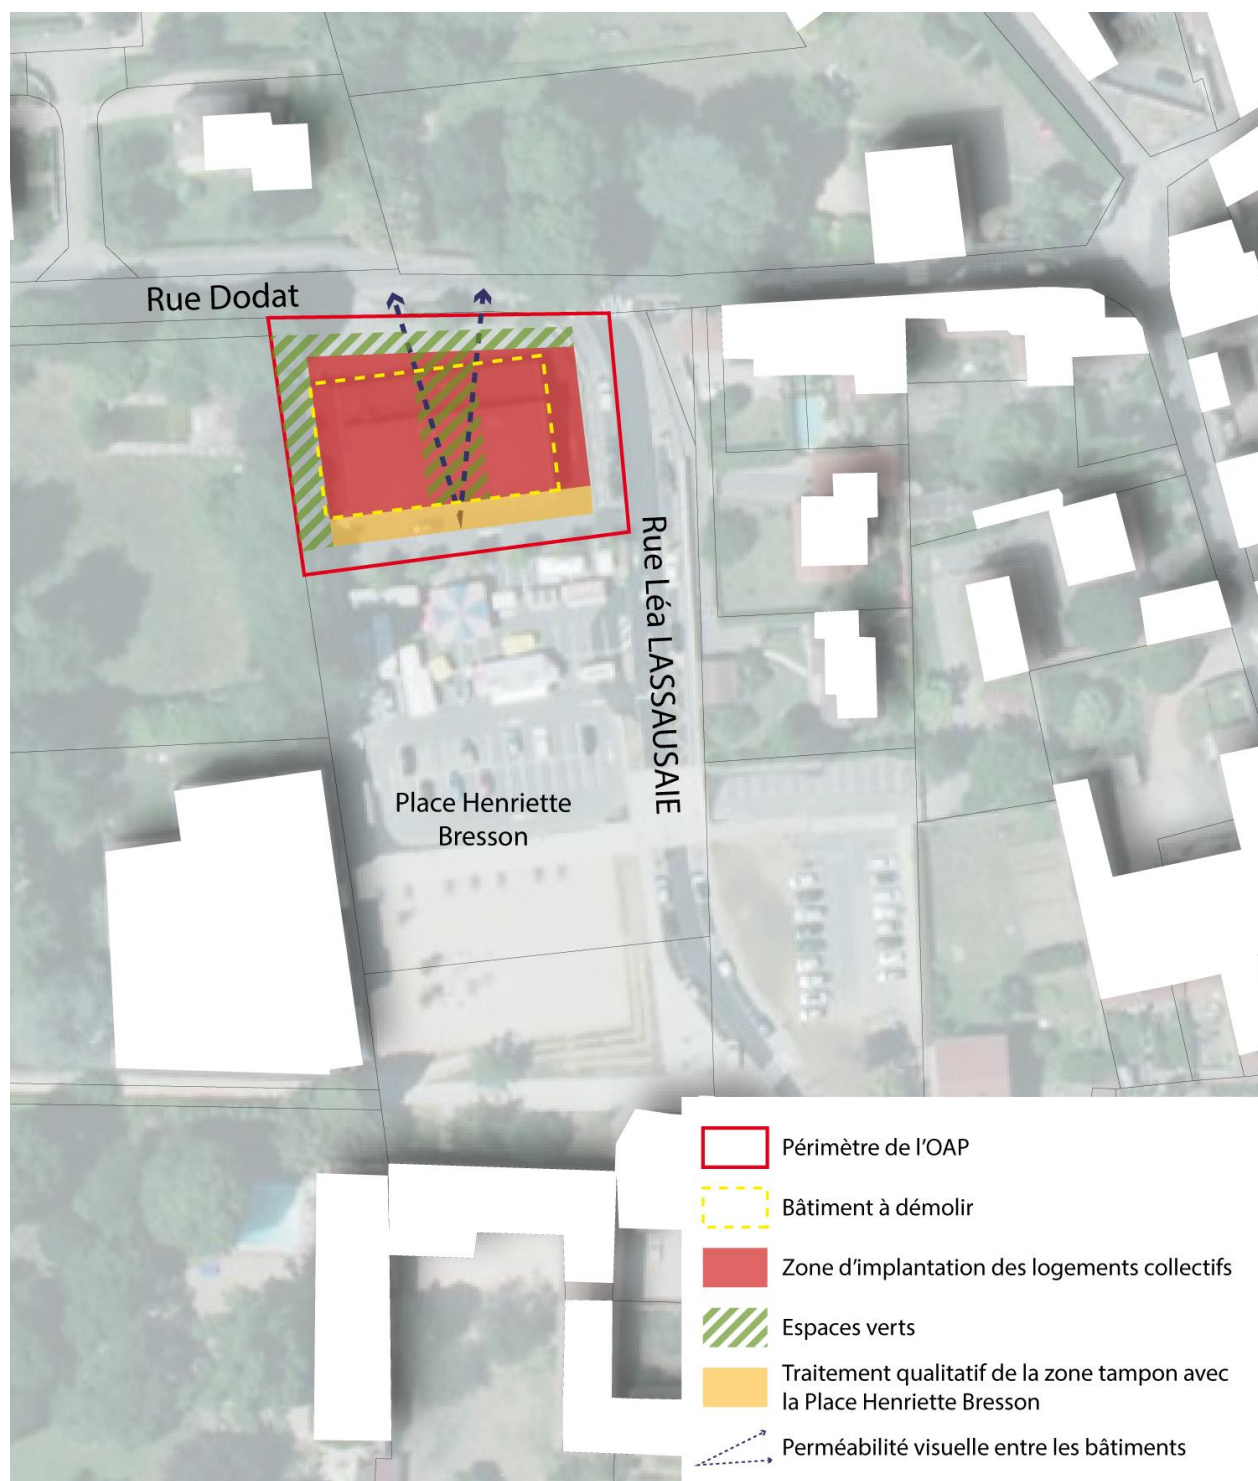 Rue Dodat
Rue Léa LASSAUSAIE
Place Henriette
Bresson
Périmètre de l'OAP
Bâtiment à démolir
Zone d'implantation des logements collectifs
Espaces verts
Traitement qualitatif de la zone tampon avec
la Place Henriette Bresson
Perméabilité visuelle entre les bâtiments